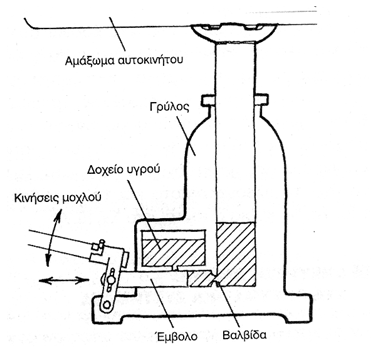 Αμάξωμα αυτοκινήτου
Γρύλος
Δοχείο υγρού
Κινήσεις μοχλού
Έμβολο
Βαλβίδα